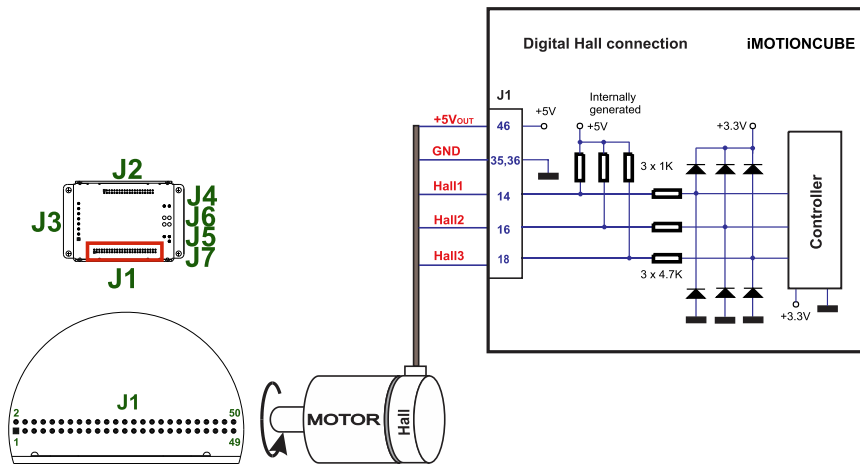 Digital Hall connection
iMOTIONCUBE
J1
Internally
generated
+5V
+5V
+3.3V
+5VOUT
46
GND
35,36
3 x 1K
Hall1
14
Hall2
16
Hall3
18
3 x 4.7K
Controller
+3.3V
J2
J4
J3
J6
J5
J7
J1
J1
2
50
1
49
MOTOR
Hall